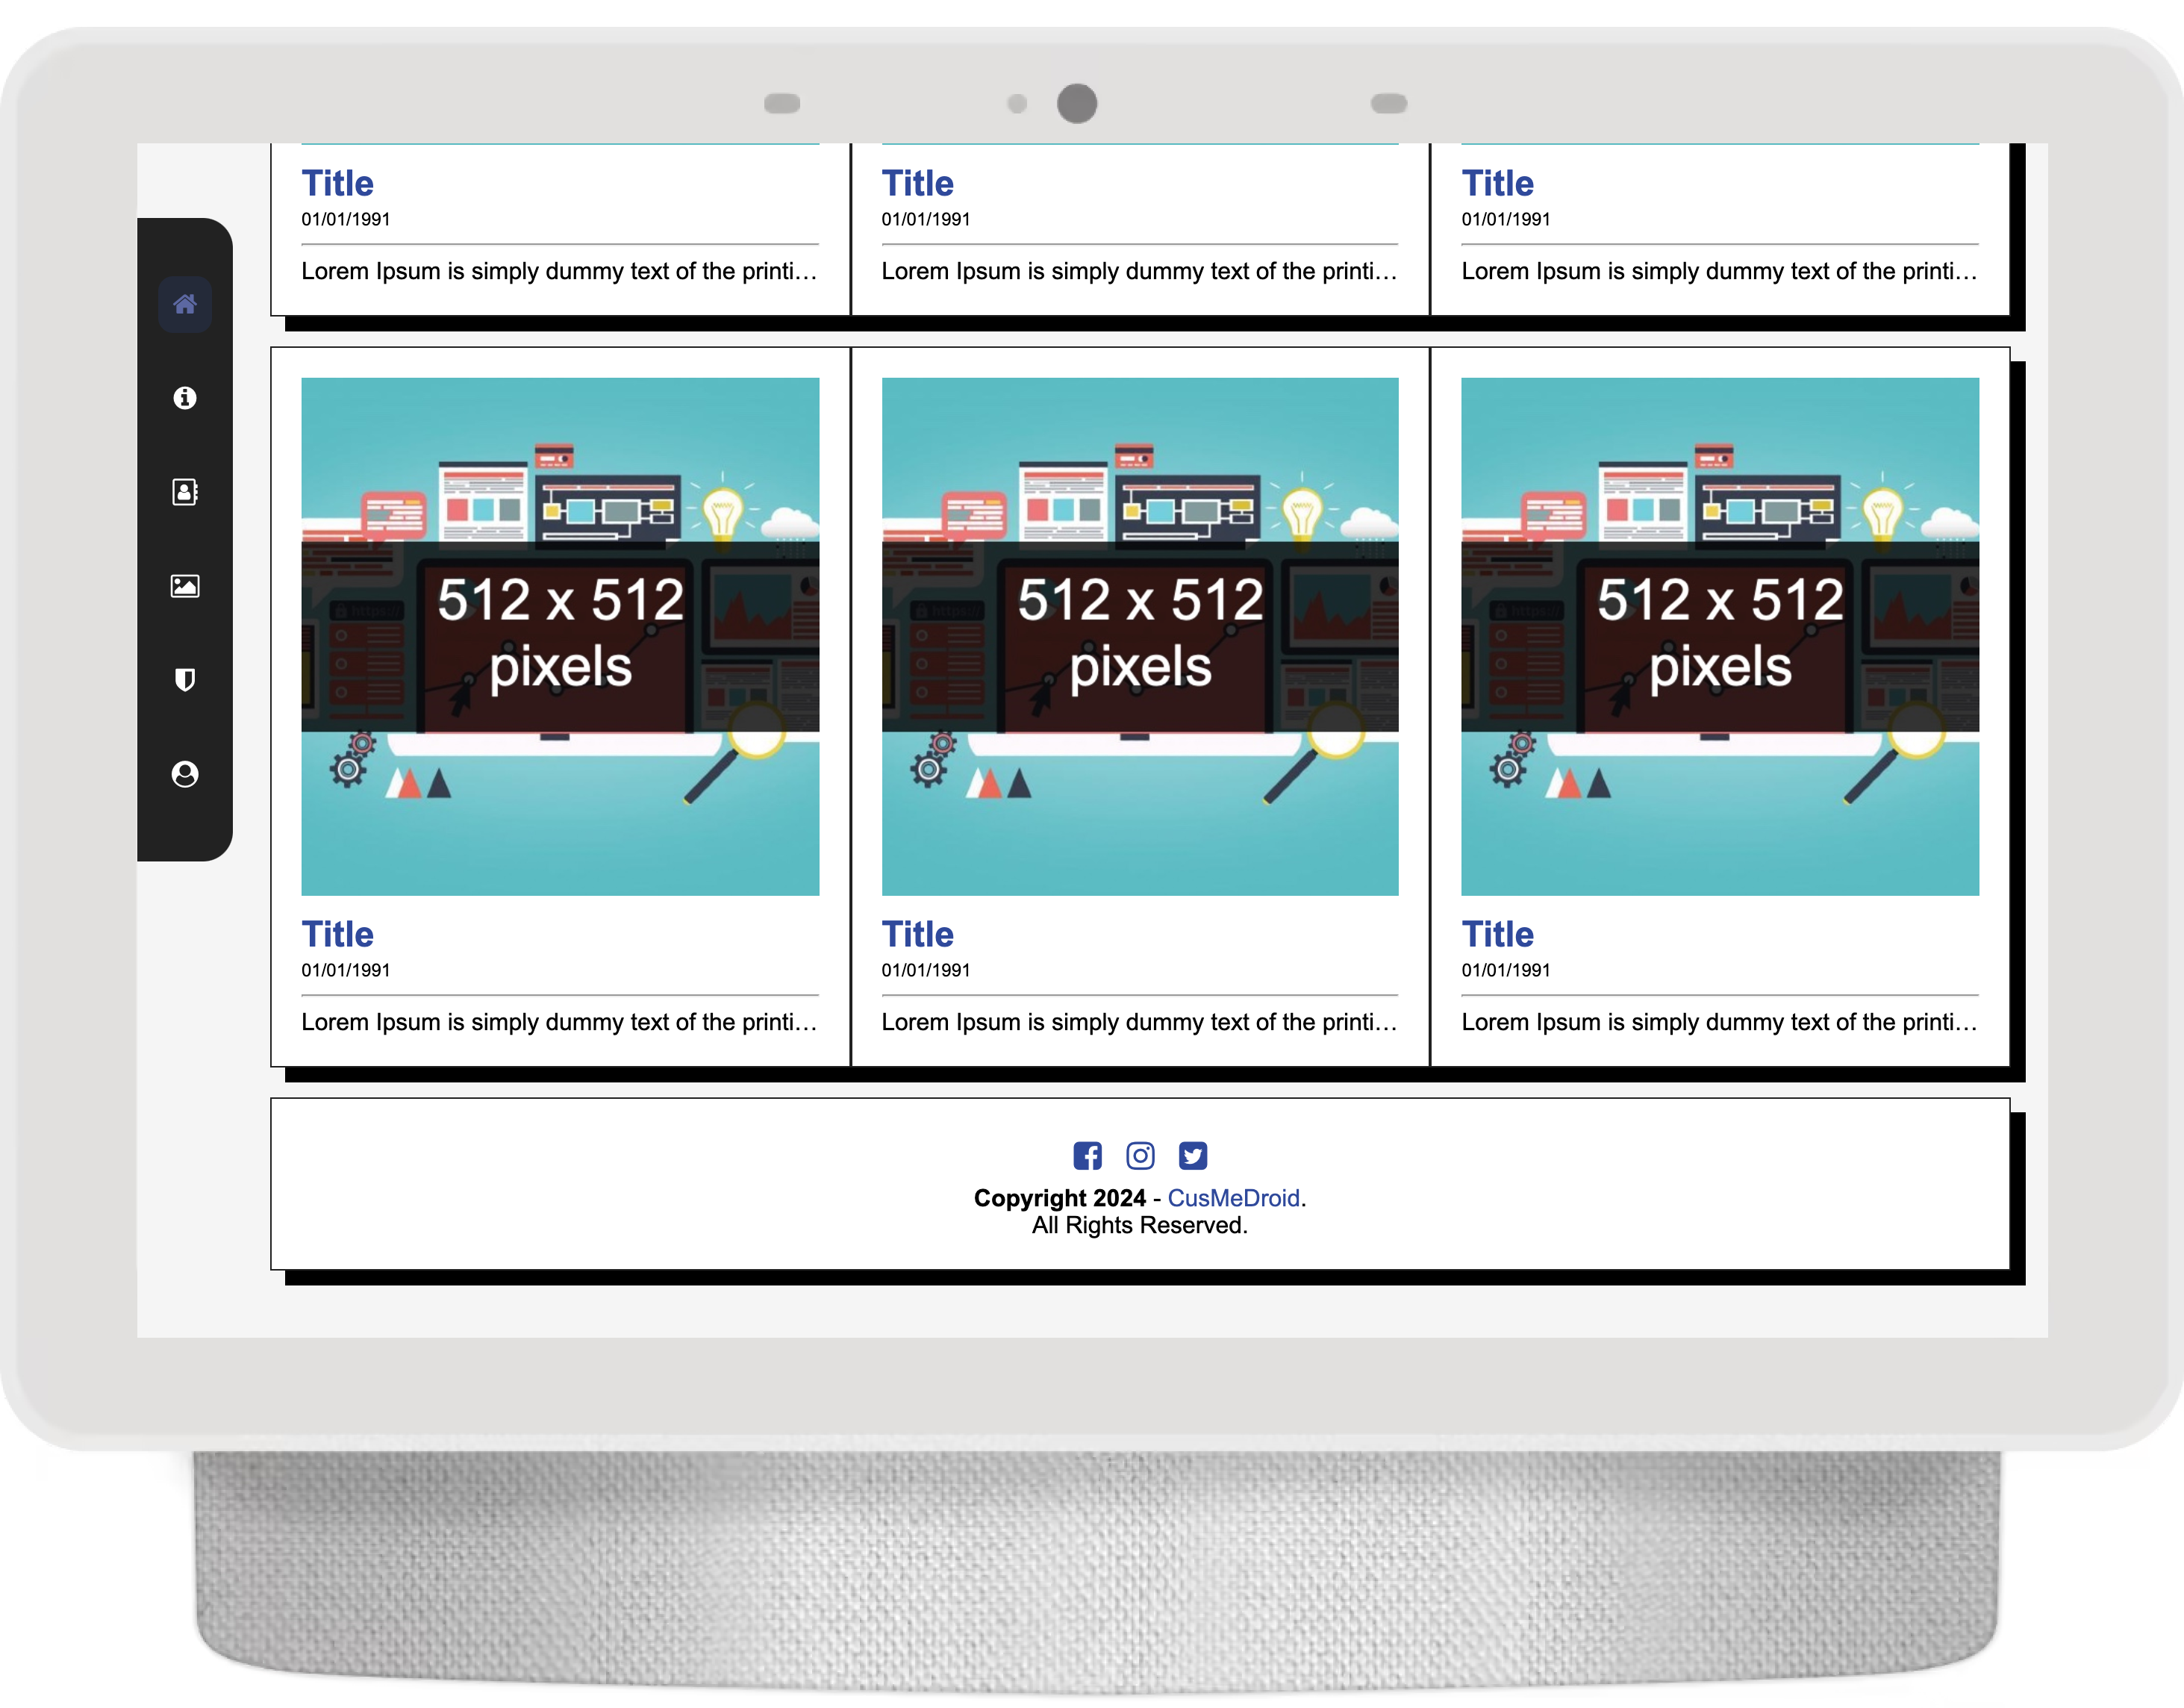 Title
01/01/1991
Lorem Ipsum is simply dummy text of the printi...
Title
01/01/1991
Lorem Ipsum is simply dummy text of the printi...
Title
01/01/1991
Lorem Ipsum is simply dummy text of the printi...
https://
512 x 512
pixels
Title
01/01/1991
Lorem Ipsum is simply dummy text of the printi...
https://
512 x 512
pixels
Title
01/01/1991
Lorem Ipsum is simply dummy text of the printi...
https://
512 x 512
pixels
Title
01/01/1991
Lorem Ipsum is simply dummy text of the printi...
Copyright 2024 - CusMeDroid.
All Rights Reserved.